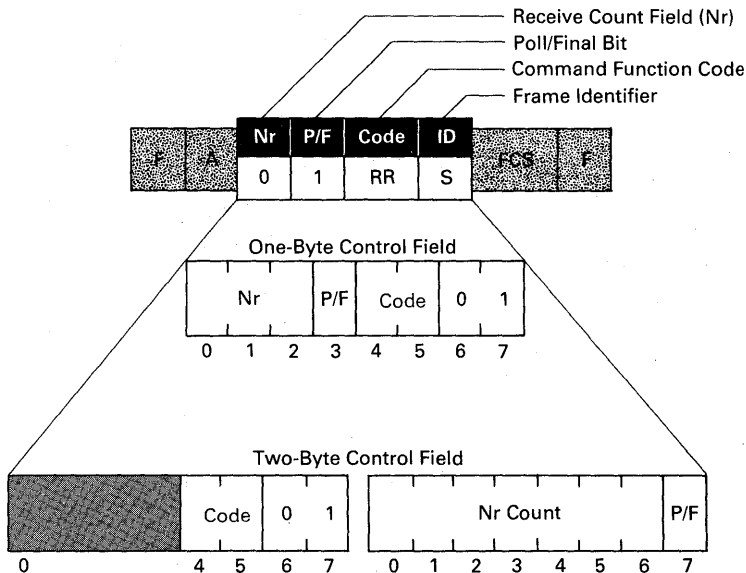 Receive Count Field (Nr)
Poll/Final Bit
Command Function Code
Frame Identifier
F A Nr P/F Code ID FCS F
0 1 RR S
One-Byte Control Field
Nr P/F Code 0 1
0 1 2 3 4 5 6 7
Two-Byte Control Field
Code 0 1 Nr Count P/F
0 4 5 6 7 0 1 2 3 4 5 6 7